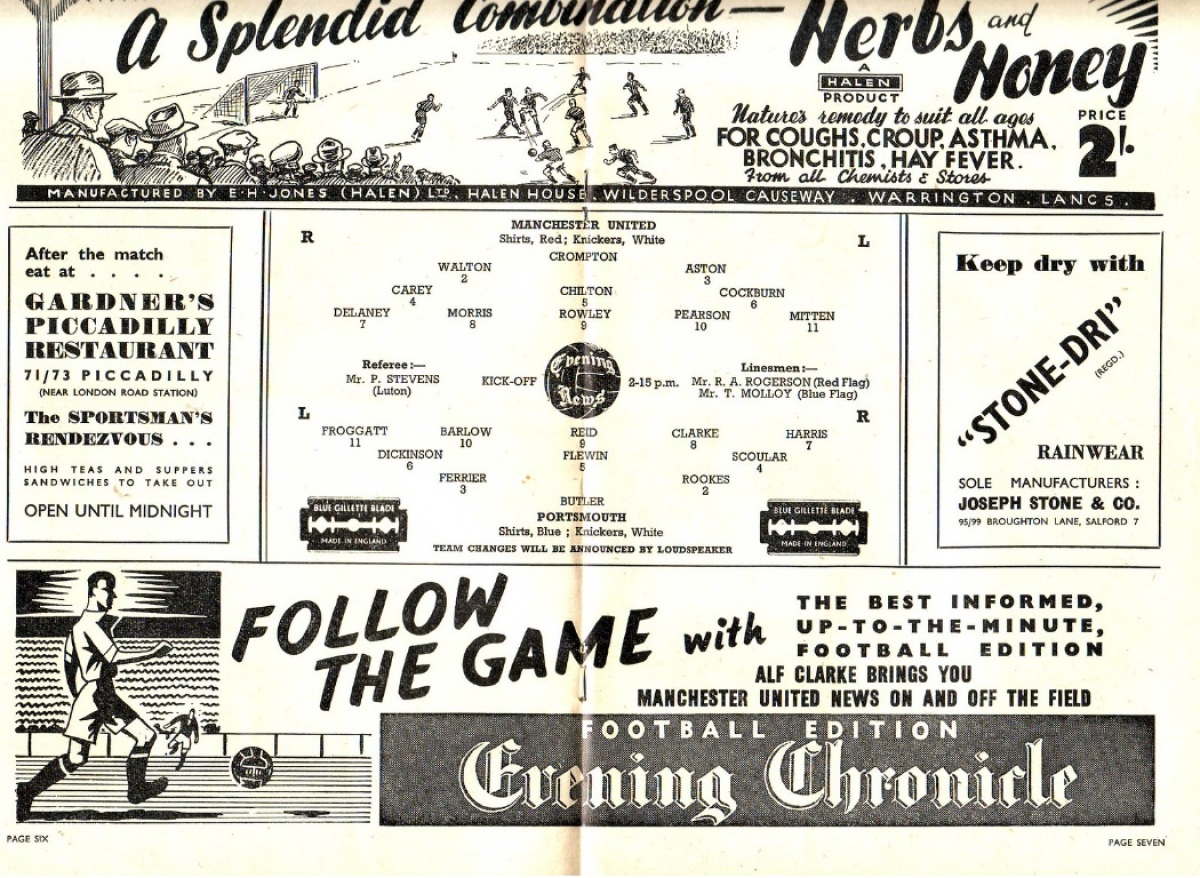 A Splendid Combination — Herbs and Honey
A
HALEN
PRODUCT
Nature's remedy to suit all ages
FOR COUGHS, CROUP, ASTHMA,
BRONCHITIS, HAY FEVER.
From all Chemists & Stores
PRICE
2/-
MANUFACTURED BY E·H·JONES (HALEN) LTD. HALEN HOUSE WILDERSPOOL CAUSEWAY . WARRINGTON . LANCS .
After the match
eat at . . . .
GARDNER'S
PICCADILLY
RESTAURANT
71/73 PICCADILLY
(NEAR LONDON ROAD STATION)
The SPORTSMAN'S
RENDEZVOUS . . .
HIGH TEAS AND SUPPERS
SANDWICHES TO TAKE OUT
OPEN UNTIL MIDNIGHT
MANCHESTER UNITED
R Shirts, Red; Knickers, White L
CROMPTON
WALTON ASTON
2 3
CAREY CHILTON COCKBURN
4 5 6
DELANEY MORRIS ROWLEY PEARSON MITTEN
7 8 9 10 11
Referee:— Linesmen:—
Mr. P. STEVENS KICK-OFF Evening News 2-15 p.m. Mr. R. A. ROGERSON (Red Flag)
(Luton) Mr. T. MOLLOY (Blue Flag)
L R
FROGGATT BARLOW REID CLARKE HARRIS
11 10 9 8 7
DICKINSON FLEWIN SCOULAR
6 5 4
FERRIER ROOKES
3 2
BUTLER
PORTSMOUTH
Shirts, Blue ; Knickers, White
TEAM CHANGES WILL BE ANNOUNCED BY LOUDSPEAKER
BLUE GILLETTE BLADE
MADE IN ENGLAND
BLUE GILLETTE BLADE
MADE IN ENGLAND
Keep dry with
"STONE-DRI"
(REGD.)
RAINWEAR
SOLE MANUFACTURERS :
JOSEPH STONE & CO.
95/99 BROUGHTON LANE, SALFORD 7
FOLLOW
THE GAME with
THE BEST INFORMED,
UP-TO-THE-MINUTE,
FOOTBALL EDITION
ALF CLARKE BRINGS YOU
MANCHESTER UNITED NEWS ON AND OFF THE FIELD
FOOTBALL EDITION
Evening Chronicle
PAGE SIX
PAGE SEVEN